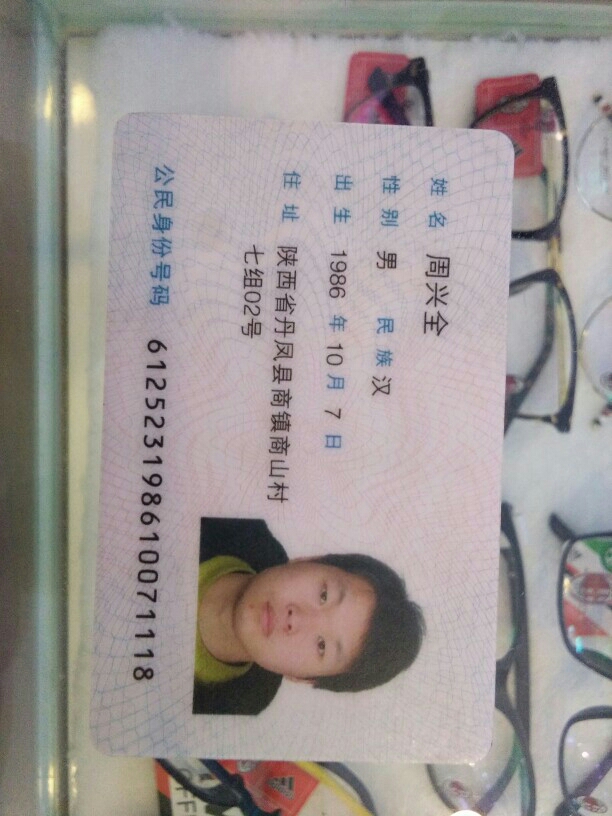 姓名 周兴全
性别 男 民族 汉
出生 1986 年 10 月 7 日
住址 陕西省丹凤县商镇商山村
七组02号
公民身份号码 612523198610071118